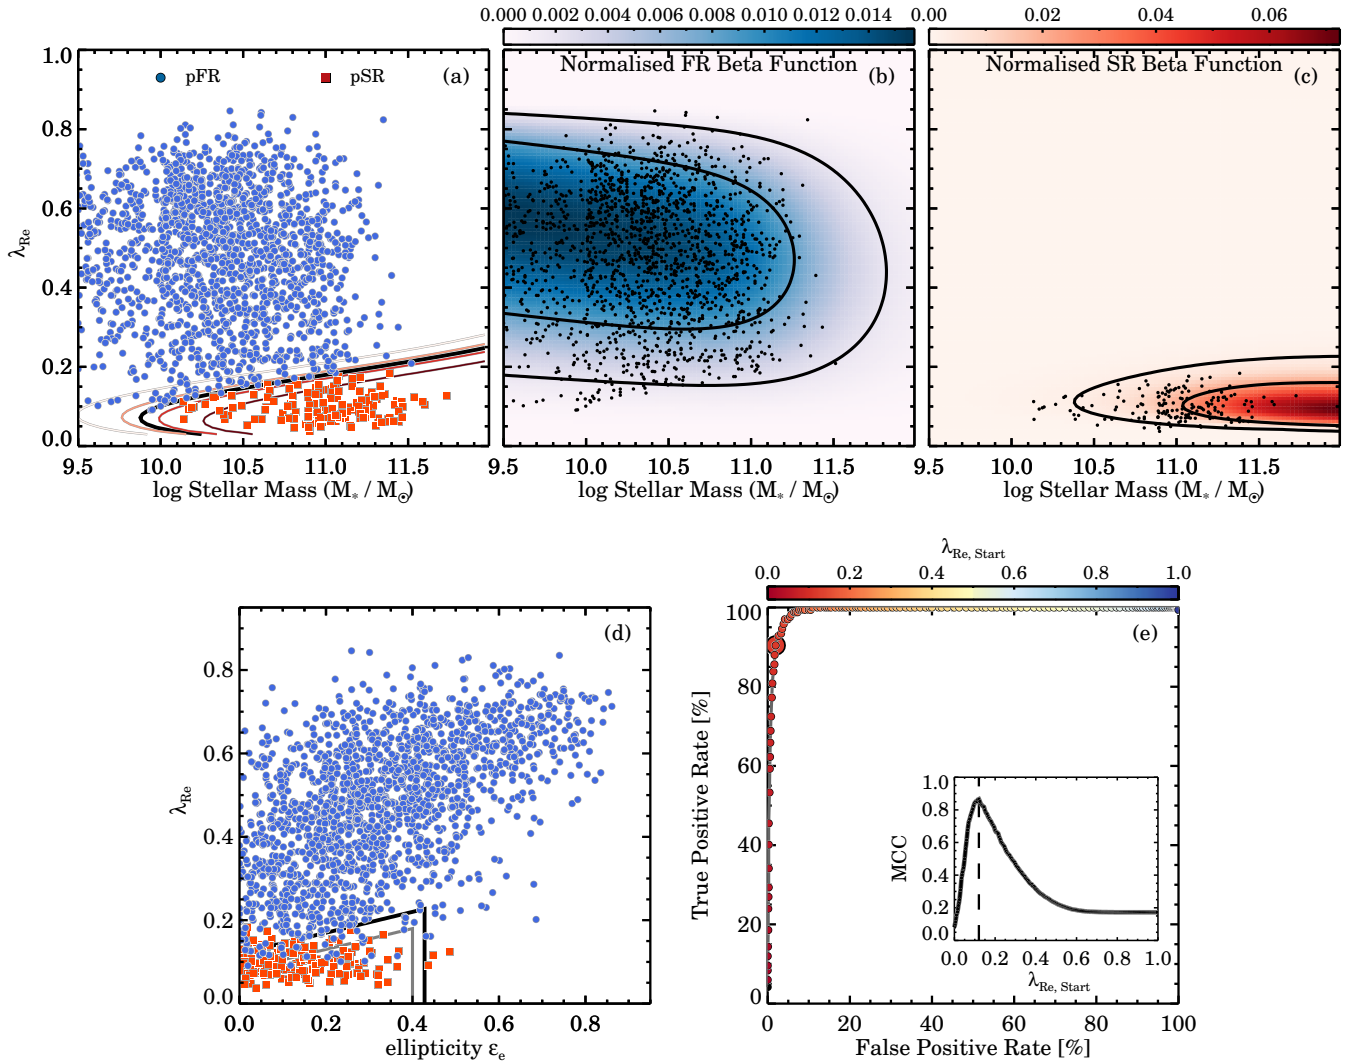 0.000 0.002 0.004 0.006 0.008 0.010 0.012 0.014
0.00 0.02 0.04 0.06
pFR pSR (a)
Normalised FR Beta Function (b)
Normalised SR Beta Function (c)
1.0
0.8
0.6
0.4
0.2
0.0
λRe
9.5 10.0 10.5 11.0 11.5
9.5 10.0 10.5 11.0 11.5
10.0 10.5 11.0 11.5
log Stellar Mass (M* / M⊙)
log Stellar Mass (M* / M⊙)
log Stellar Mass (M* / M⊙)
λRe, Start
0.0 0.2 0.4 0.6 0.8 1.0
(d)
0.8
0.6
0.4
0.2
0.0
λRe
0.0 0.2 0.4 0.6 0.8
ellipticity εe
(e)
100
80
60
40
20
0
True Positive Rate [%]
0 20 40 60 80 100
False Positive Rate [%]
1.0
0.8
0.6
0.4
0.2
0.0
MCC
0.0 0.2 0.4 0.6 0.8 1.0
λRe, Start